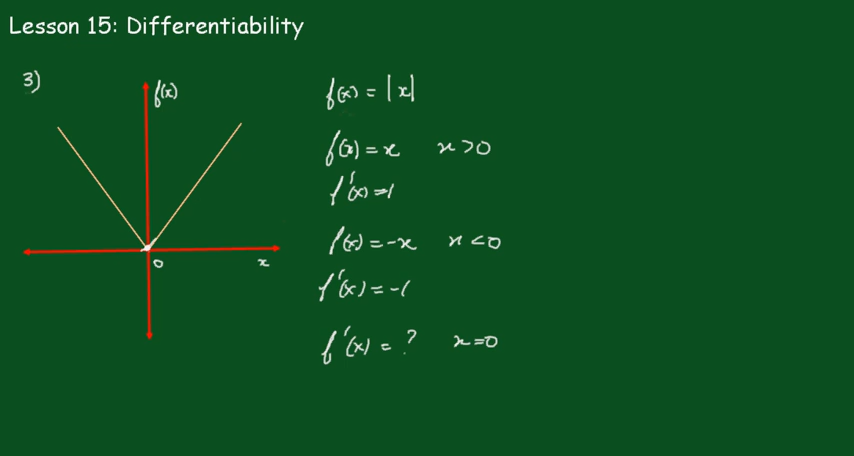 Lesson 15: Differentiability
3)
f(x)
0
x
f(x) = |x|
f(x) = x x > 0
f'(x) = 1
f(x) = -x x < 0
f'(x) = -1
f'(x) = ? x = 0